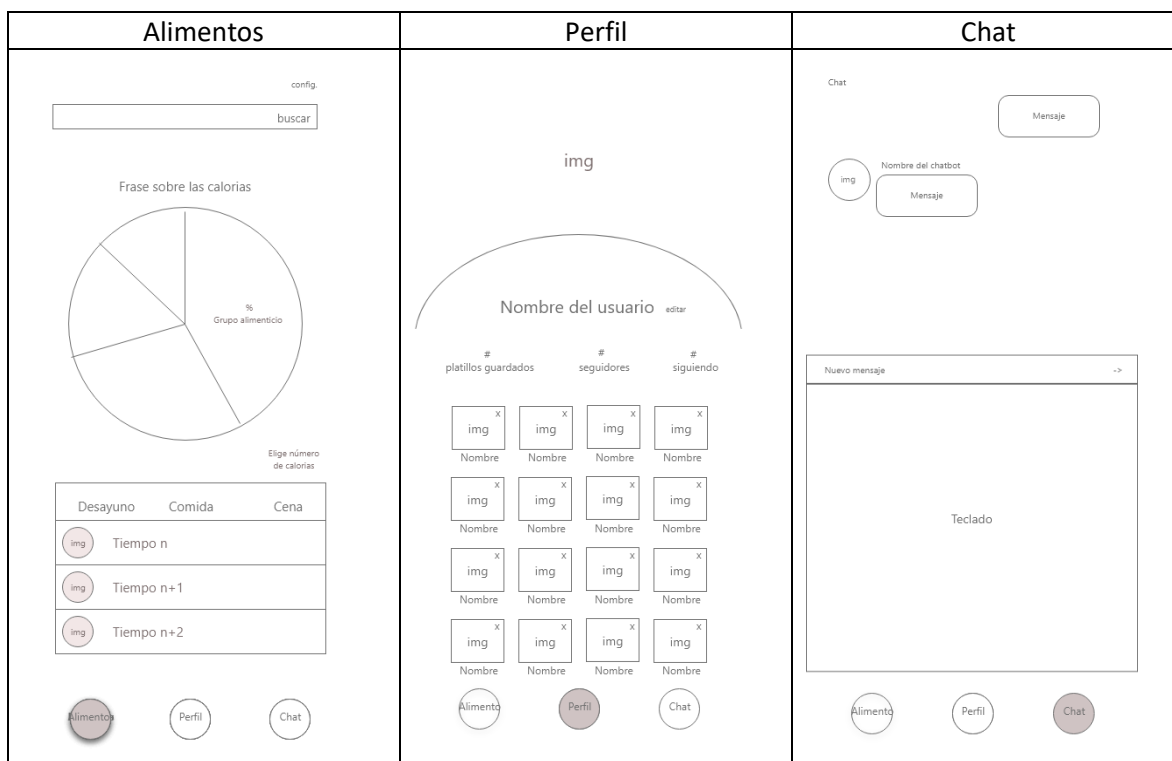 Alimentos
config.
buscar
Frase sobre las calorias
%
Grupo alimenticio
Elige número
de calorias
Desayuno Comida Cena
img Tiempo n
img Tiempo n+1
img Tiempo n+2
Alimentos Perfil Chat
Perfil
img
Nombre del usuario editar
# # #
platillos guardados seguidores siguiendo
x x x x
img img img img
Nombre Nombre Nombre Nombre
x x x x
img img img img
Nombre Nombre Nombre Nombre
x x x x
img img img img
Nombre Nombre Nombre Nombre
x x x x
img img img img
Nombre Nombre Nombre Nombre
Alimento Perfil Chat
Chat
Chat
Mensaje
Nombre del chatbot
img
Mensaje
Nuevo mensaje ->
Teclado
Alimento Perfil Chat